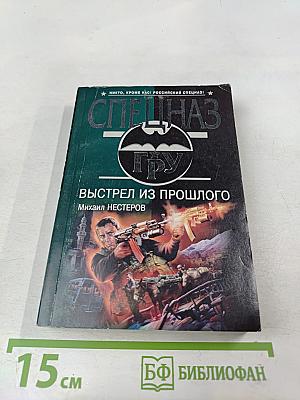 НИКТО, КРОМЕ НАС! РОССИЙСКИЙ СПЕЦНАЗ!
СПЕЦНАЗ
ГРУ
ВЫСТРЕЛ ИЗ ПРОШЛОГО
Михаил НЕСТЕРОВ
15 см
БФ БИБЛИОФАН